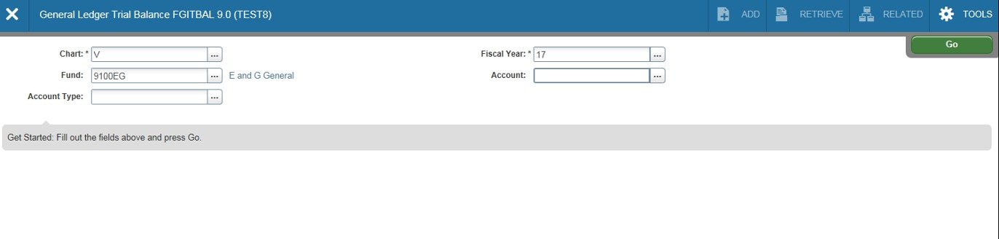 General Ledger Trial Balance FGITBAL 9.0 (TEST8) ADD RETRIEVE RELATED TOOLS
Go
Chart: * V ... Fiscal Year: * 17 ...
Fund: 9100EG ... E and G General Account: ...
Account Type: ...
Get Started: Fill out the fields above and press Go.